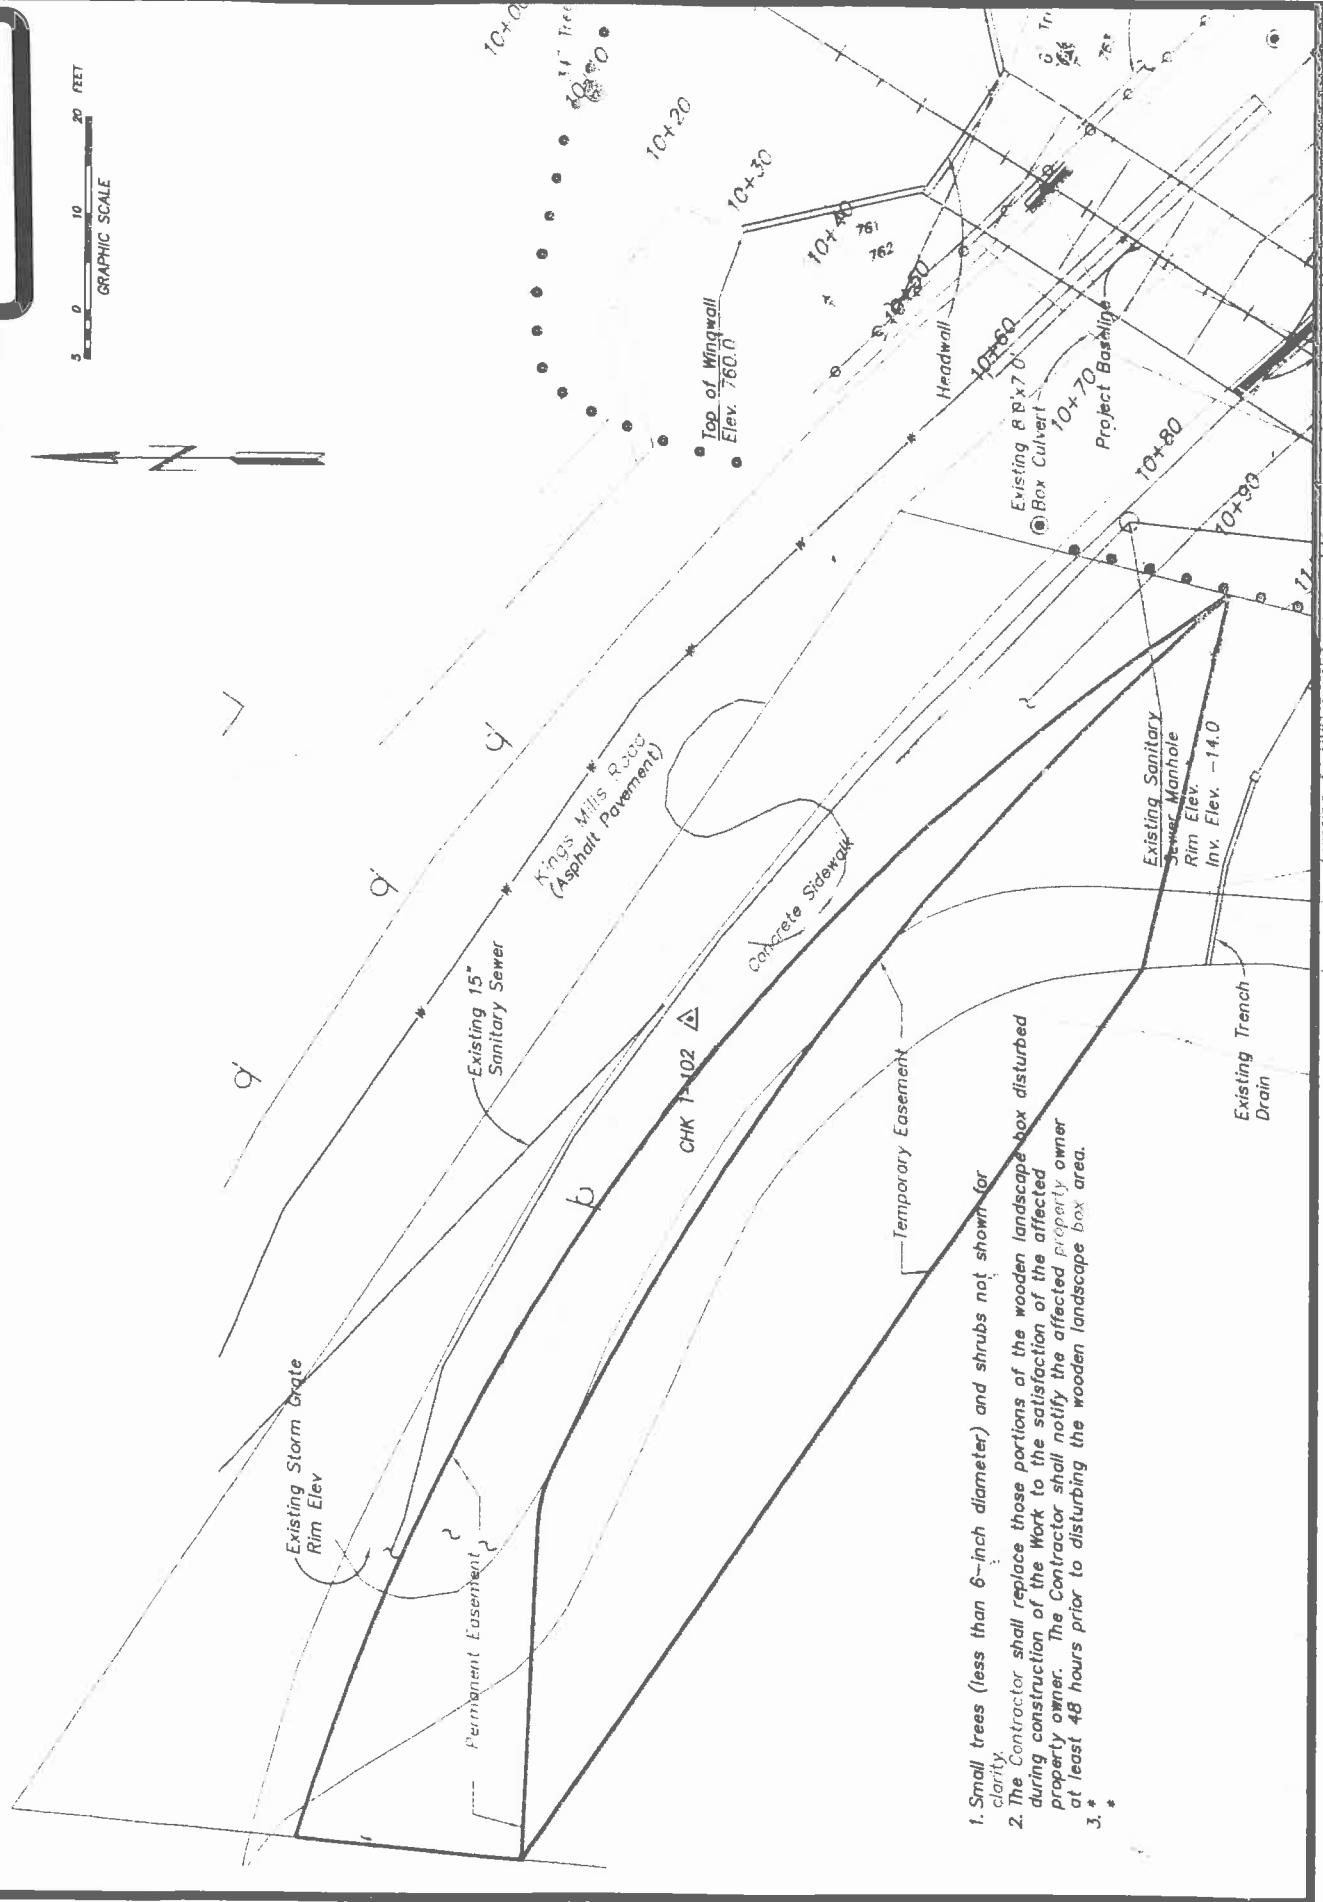 5 0 10 20 FEET
GRAPHIC SCALE
10+00
10+20
10+30
10+40
761
762
10+50
10+60
10+70
10+80
10+90
11
Top of Wingwall
Elev. 760.0
Headwall
Existing 8.0'x7.0'
Box Culvert
Project Baseline
Kings Mills Road
(Asphalt Pavement)
Concrete Sidewalk
Existing 15"
Sanitary Sewer
CHK 1-102
Existing Sanitary
Sewer Manhole
Rim Elev.
Inv. Elev. -14.0
Existing Trench
Drain
Temporary Easement
Existing Storm Grate
Rim Elev
Permanent Easement
1. Small trees (less than 6-inch diameter) and shrubs not shown for
clarity.
2. The Contractor shall replace those portions of the wooden landscape box disturbed
during construction of the Work to the satisfaction of the affected
property owner. The Contractor shall notify the affected property owner
at least 48 hours prior to disturbing the wooden landscape box area.
3. *
*